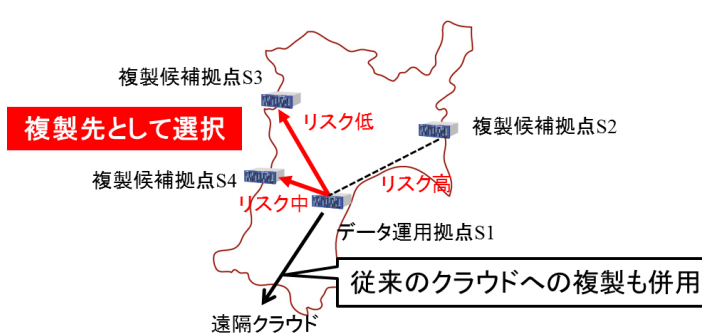 複製候補拠点S3
リスク低
複製先として選択
複製候補拠点S2
複製候補拠点S4
リスク高
リスク中
データ運用拠点S1
従来のクラウドへの複製も併用
遠隔クラウド